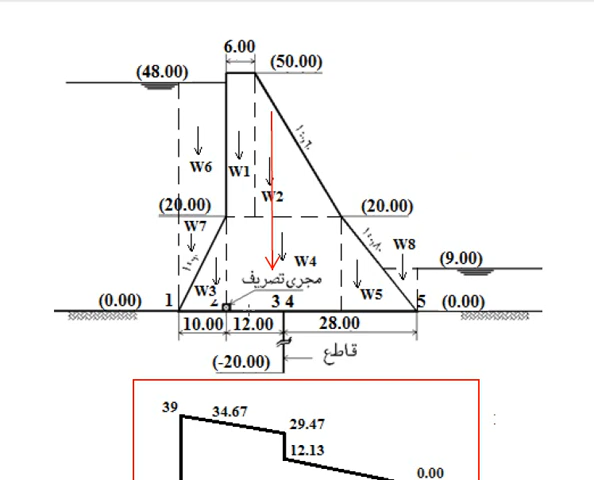 6.00
(48.00) (50.00)
W6 W1 W2
(20.00) (20.00)
W7 W8
(9.00)
W4
W3 مجرى تصريف W5
(0.00) 1 2 3 4 5 (0.00)
10.00 12.00 28.00
قاطع
(-20.00)
39 34.67 29.47
12.13
0.00